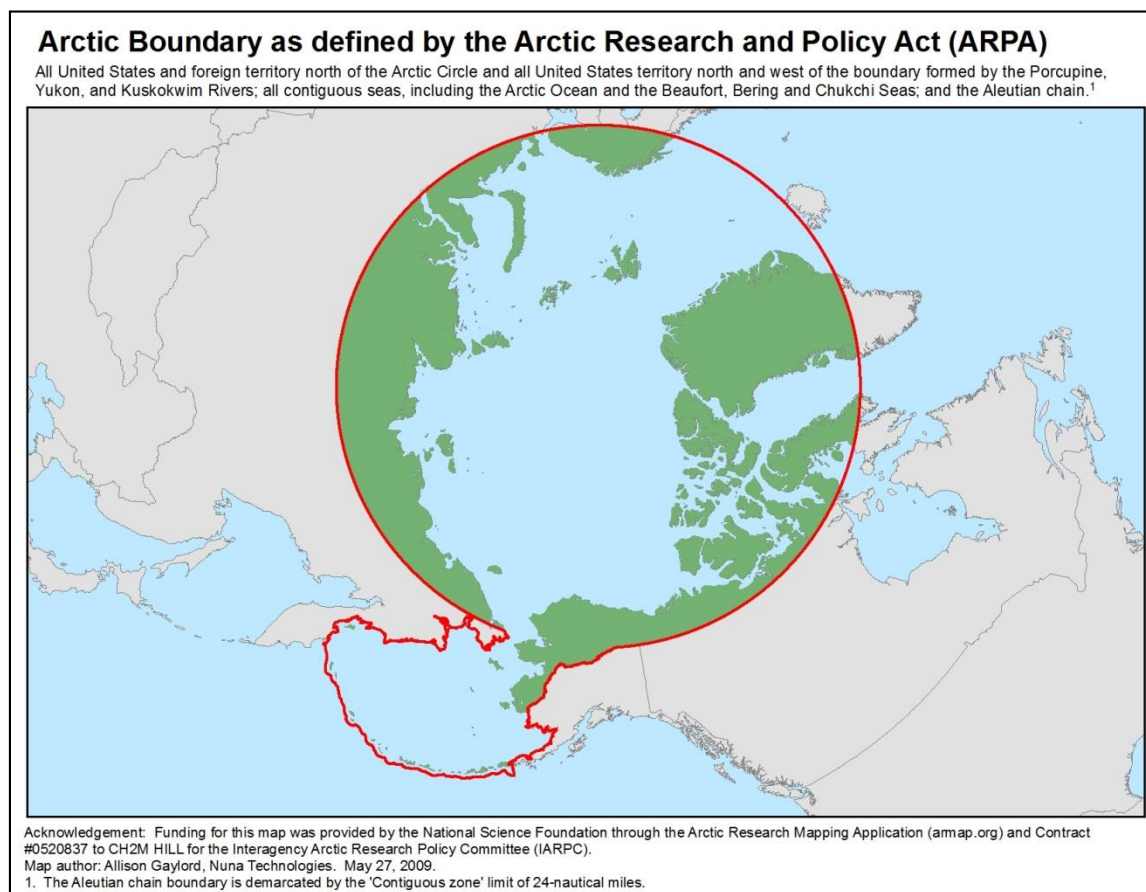 Arctic Boundary as defined by the Arctic Research and Policy Act (ARPA)
All United States and foreign territory north of the Arctic Circle and all United States territory north and west of the boundary formed by the Porcupine,
Yukon, and Kuskokwim Rivers; all contiguous seas, including the Arctic Ocean and the Beaufort, Bering and Chukchi Seas; and the Aleutian chain.¹
Acknowledgement: Funding for this map was provided by the National Science Foundation through the Arctic Research Mapping Application (armap.org) and Contract
#0520837 to CH2M HILL for the Interagency Arctic Research Policy Committee (IARPC).
Map author: Allison Gaylord, Nuna Technologies. May 27, 2009.
1. The Aleutian chain boundary is demarcated by the 'Contiguous zone' limit of 24-nautical miles.